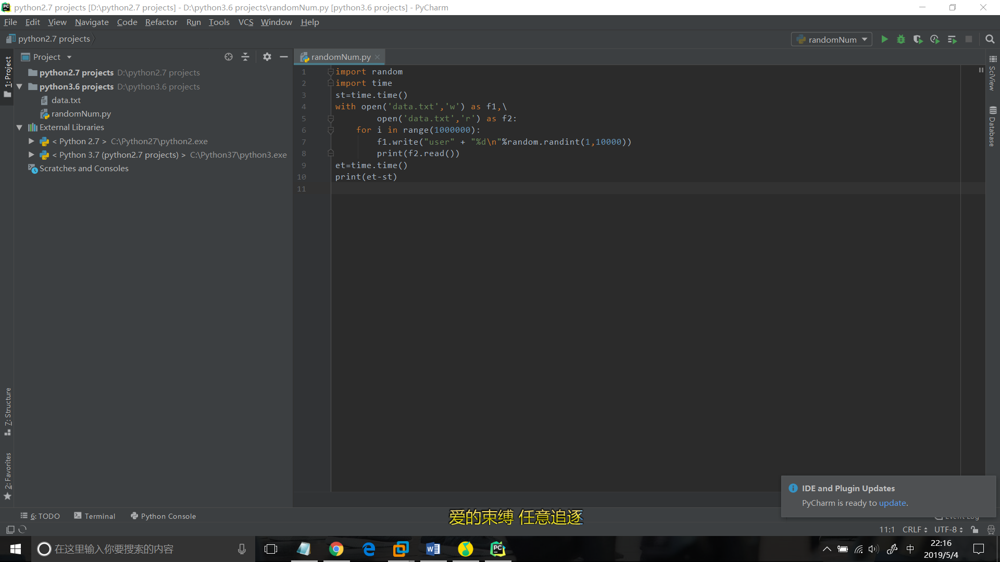 python2.7 projects [D:\python2.7 projects] - D:\python3.6 projects\randomNum.py [python3.6 projects] - PyCharm
File Edit View Navigate Code Refactor Run Tools VCS Window Help
python2.7 projects
randomNum
1: Project
Project
python2.7 projects D:\python2.7 projects
python3.6 projects D:\python3.6 projects
data.txt
randomNum.py
External Libraries
< Python 2.7 > C:\Python27\python2.exe
< Python 3.7 (python2.7 projects) > C:\Python37\python3.exe
Scratches and Consoles
7: Structure
2: Favorites
randomNum.py
1 import random
2 import time
3 st=time.time()
4 with open('data.txt','w') as f1,\
5 open('data.txt','r') as f2:
6 for i in range(1000000):
7 f1.write("user" + "%d\n"%random.randint(1,10000))
8 print(f2.read())
9 et=time.time()
10 print(et-st)
11
SciView
Database
IDE and Plugin Updates
PyCharm is ready to update.
6: TODO Terminal Python Console
Event Log
爱的束缚 任意追逐
11:1 CRLF UTF-8
在这里输入你要搜索的内容
中
22:16
2019/5/4